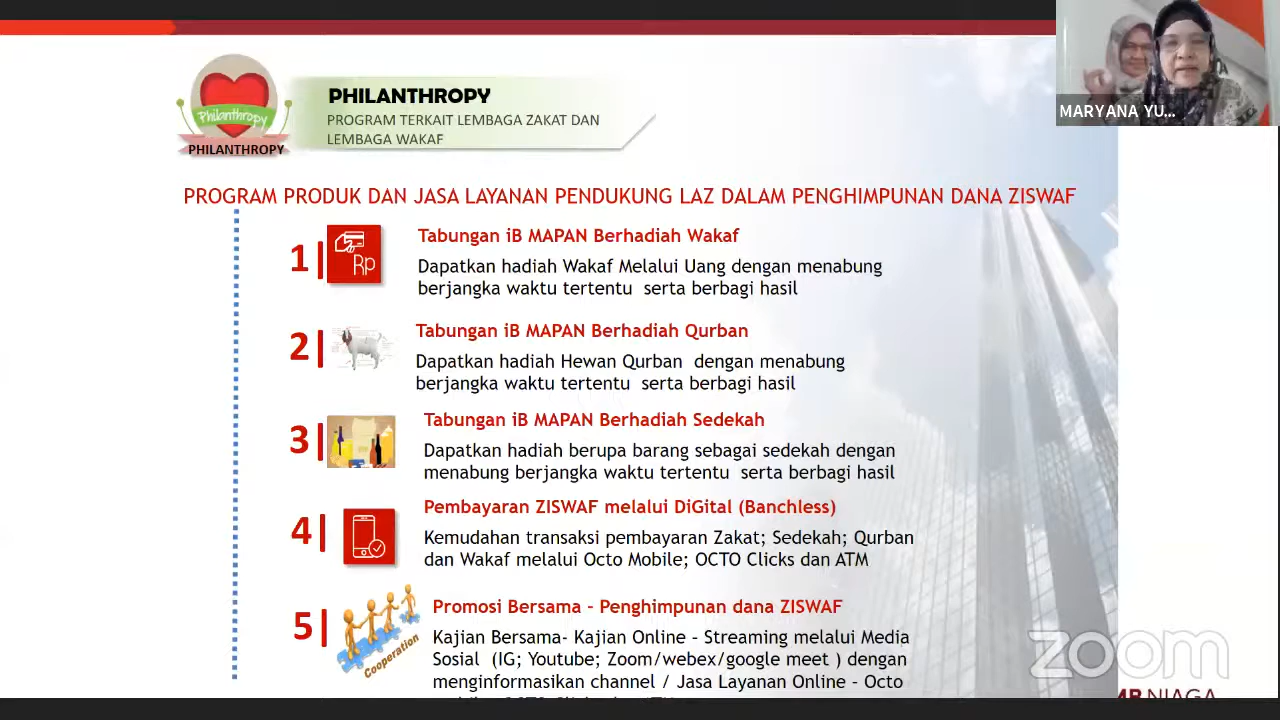 Philanthropy
PHILANTHROPY
PHILANTHROPY
PROGRAM TERKAIT LEMBAGA ZAKAT DAN
LEMBAGA WAKAF
MARYANA YU...
PROGRAM PRODUK DAN JASA LAYANAN PENDUKUNG LAZ DALAM PENGHIMPUNAN DANA ZISWAF
1
Rp
Tabungan iB MAPAN Berhadiah Wakaf
Dapatkan hadiah Wakaf Melalui Uang dengan menabung
berjangka waktu tertentu serta berbagi hasil
2
Tabungan iB MAPAN Berhadiah Qurban
Dapatkan hadiah Hewan Qurban dengan menabung
berjangka waktu tertentu serta berbagi hasil
3
Tabungan iB MAPAN Berhadiah Sedekah
Dapatkan hadiah berupa barang sebagai sedekah dengan
menabung berjangka waktu tertentu serta berbagi hasil
4
Pembayaran ZISWAF melalui DiGital (Banchless)
Kemudahan transaksi pembayaran Zakat; Sedekah; Qurban
dan Wakaf melalui Octo Mobile; OCTO Clicks dan ATM
5
Cooperation
Promosi Bersama - Penghimpunan dana ZISWAF
Kajian Bersama- Kajian Online - Streaming melalui Media
Sosial (IG; Youtube; Zoom/webex/google meet ) dengan
menginformasikan channel / Jasa Layanan Online - Octo
zoom
NIAGA